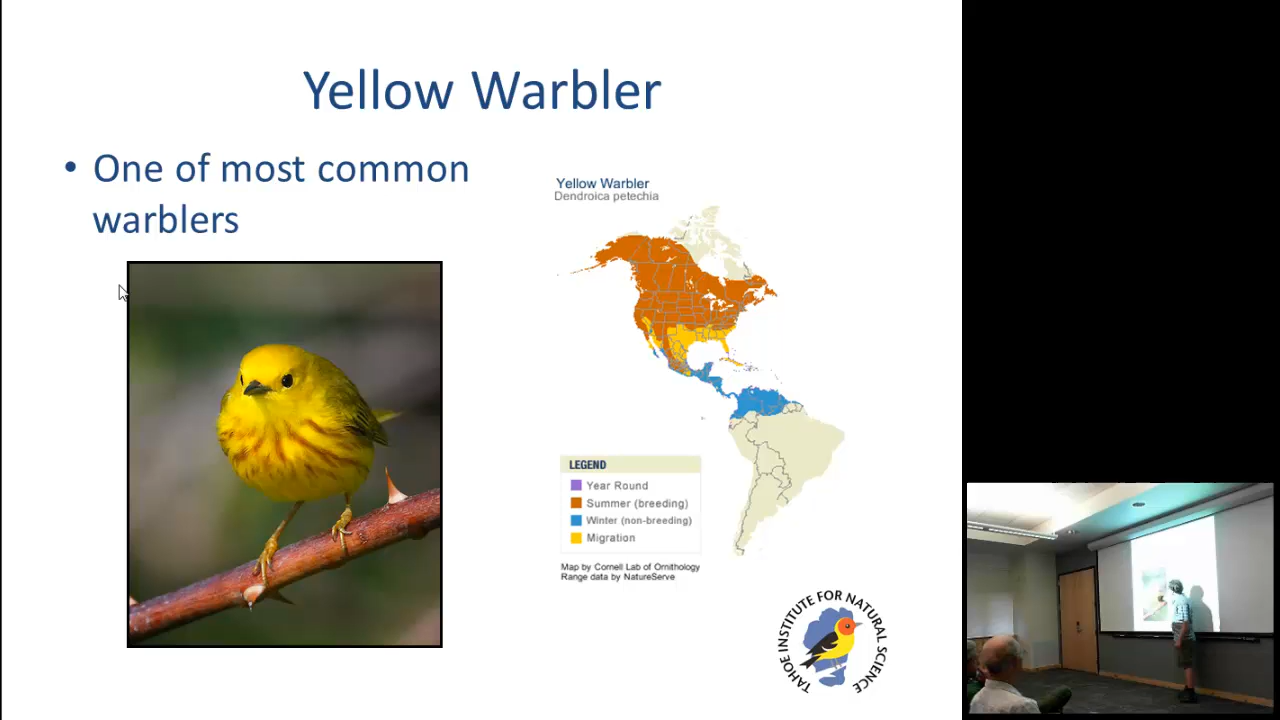 Yellow Warbler
• One of most common
warblers
Yellow Warbler
Dendroica petechia
LEGEND
Year Round
Summer (breeding)
Winter (non-breeding)
Migration
Map by Cornell Lab of Ornithology
Range data by NatureServe
TAHOE INSTITUTE FOR NATURAL SCIENCE